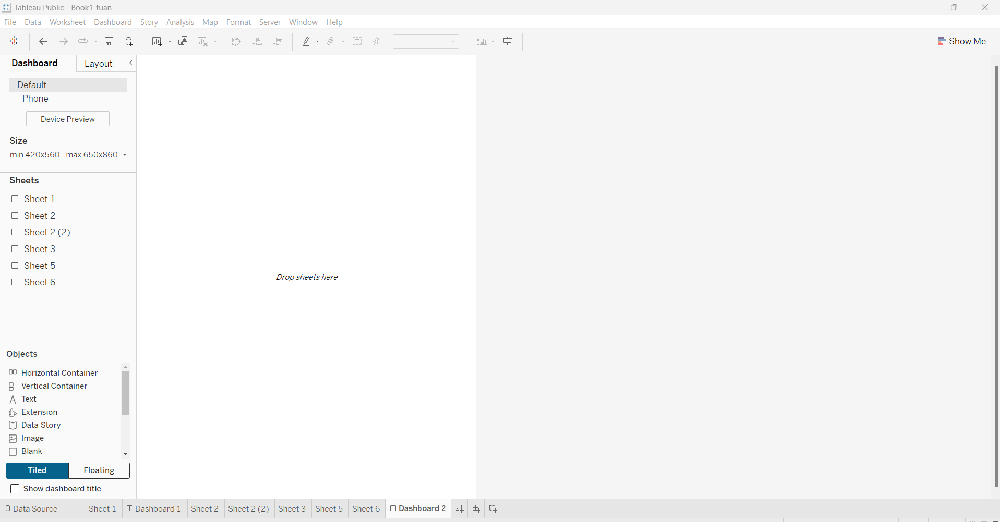 Tableau Public - Book1_tuan
File Data Worksheet Dashboard Story Analysis Map Format Server Window Help
Show Me
Dashboard Layout
Default
Phone
Device Preview
Size
min 420x560 - max 650x860
Sheets
Sheet 1
Sheet 2
Sheet 2 (2)
Sheet 3
Sheet 5
Sheet 6
Drop sheets here
Objects
Horizontal Container
Vertical Container
Text
Extension
Data Story
Image
Blank
Tiled Floating
Show dashboard title
Data Source Sheet 1 Dashboard 1 Sheet 2 Sheet 2 (2) Sheet 3 Sheet 5 Sheet 6 Dashboard 2